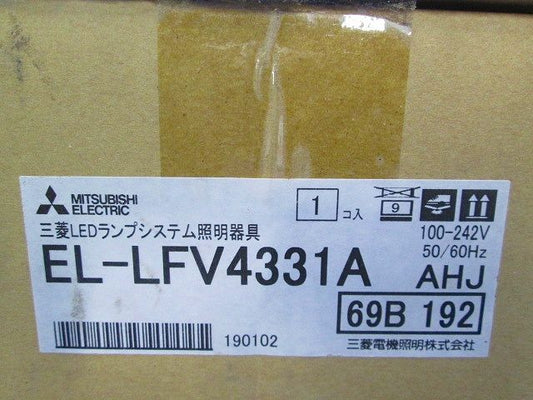 MITSUBISHI
ELECTRIC
1 コ入
9
三菱LEDランプシステム照明器具
100-242V
50/60Hz
EL-LFV4331A AHJ
69B 192
190102
三菱電機照明株式会社